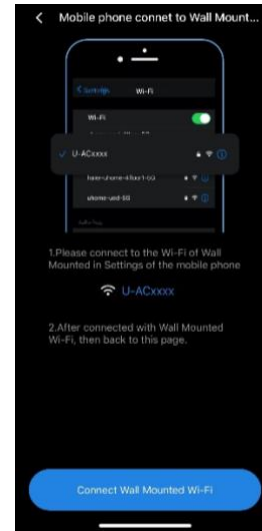 Mobile phone connet to Wall Mount...
Wi-Fi
Wi-Fi
U-ACxxxx
1.Please connect to the Wi-Fi of Wall
Mounted in Settings of the mobile phone
U-ACxxxx
2.After connected with Wall Mounted
Wi-Fi, then back to this page.
Connect Wall Mounted Wi-Fi